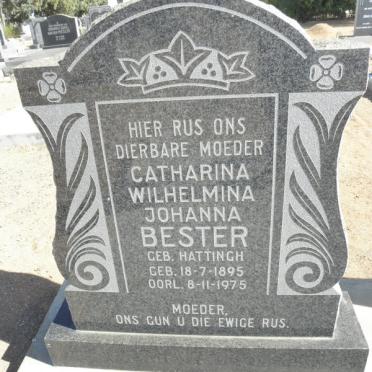 HIER RUS ONS
DIERBARE MOEDER
CATHARINA
WILHELMINA
JOHANNA
BESTER
GEB. HATTINGH
GEB. 18-7-1895
OORL. 8-11-1975
MOEDER,
ONS GUN U DIE EWIGE RUS.